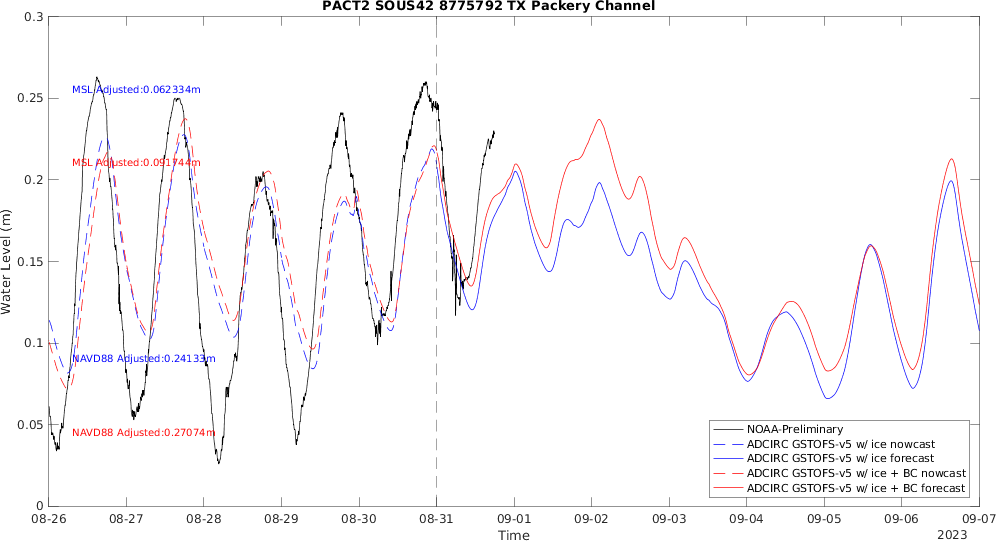 PACT2 SOUS42 8775792 TX Packery Channel
0.3
0.25
0.2
0.15
0.1
0.05
0
Water Level (m)
MSL Adjusted:0.062334m
MSL Adjusted:0.091744m
NAVD88 Adjusted:0.24133m
NAVD88 Adjusted:0.27074m
NOAA-Preliminary
ADCIRC GSTOFS-v5 w/ ice nowcast
ADCIRC GSTOFS-v5 w/ ice forecast
ADCIRC GSTOFS-v5 w/ ice + BC nowcast
ADCIRC GSTOFS-v5 w/ ice + BC forecast
08-26 08-27 08-28 08-29 08-30 08-31 09-01 09-02 09-03 09-04 09-05 09-06 09-07
Time
2023